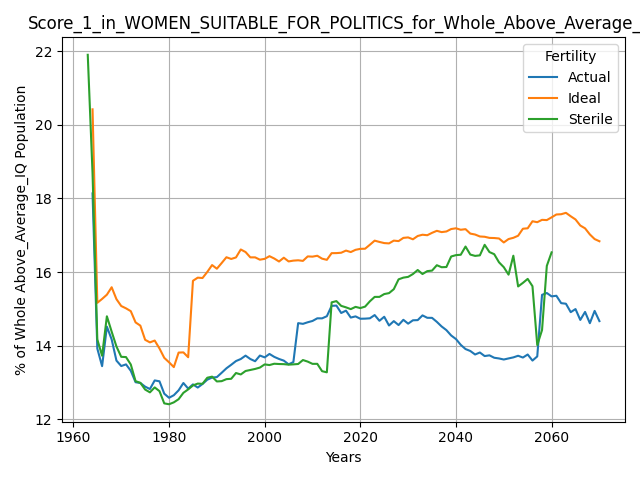 Score_1_in_WOMEN_SUITABLE_FOR_POLITICS_for_Whole_Above_Average_
% of Whole Above_Average_IQ Population
22
20
18
16
14
12
Fertility
Actual
Ideal
Sterile
1960 1980 2000 2020 2040 2060
Years